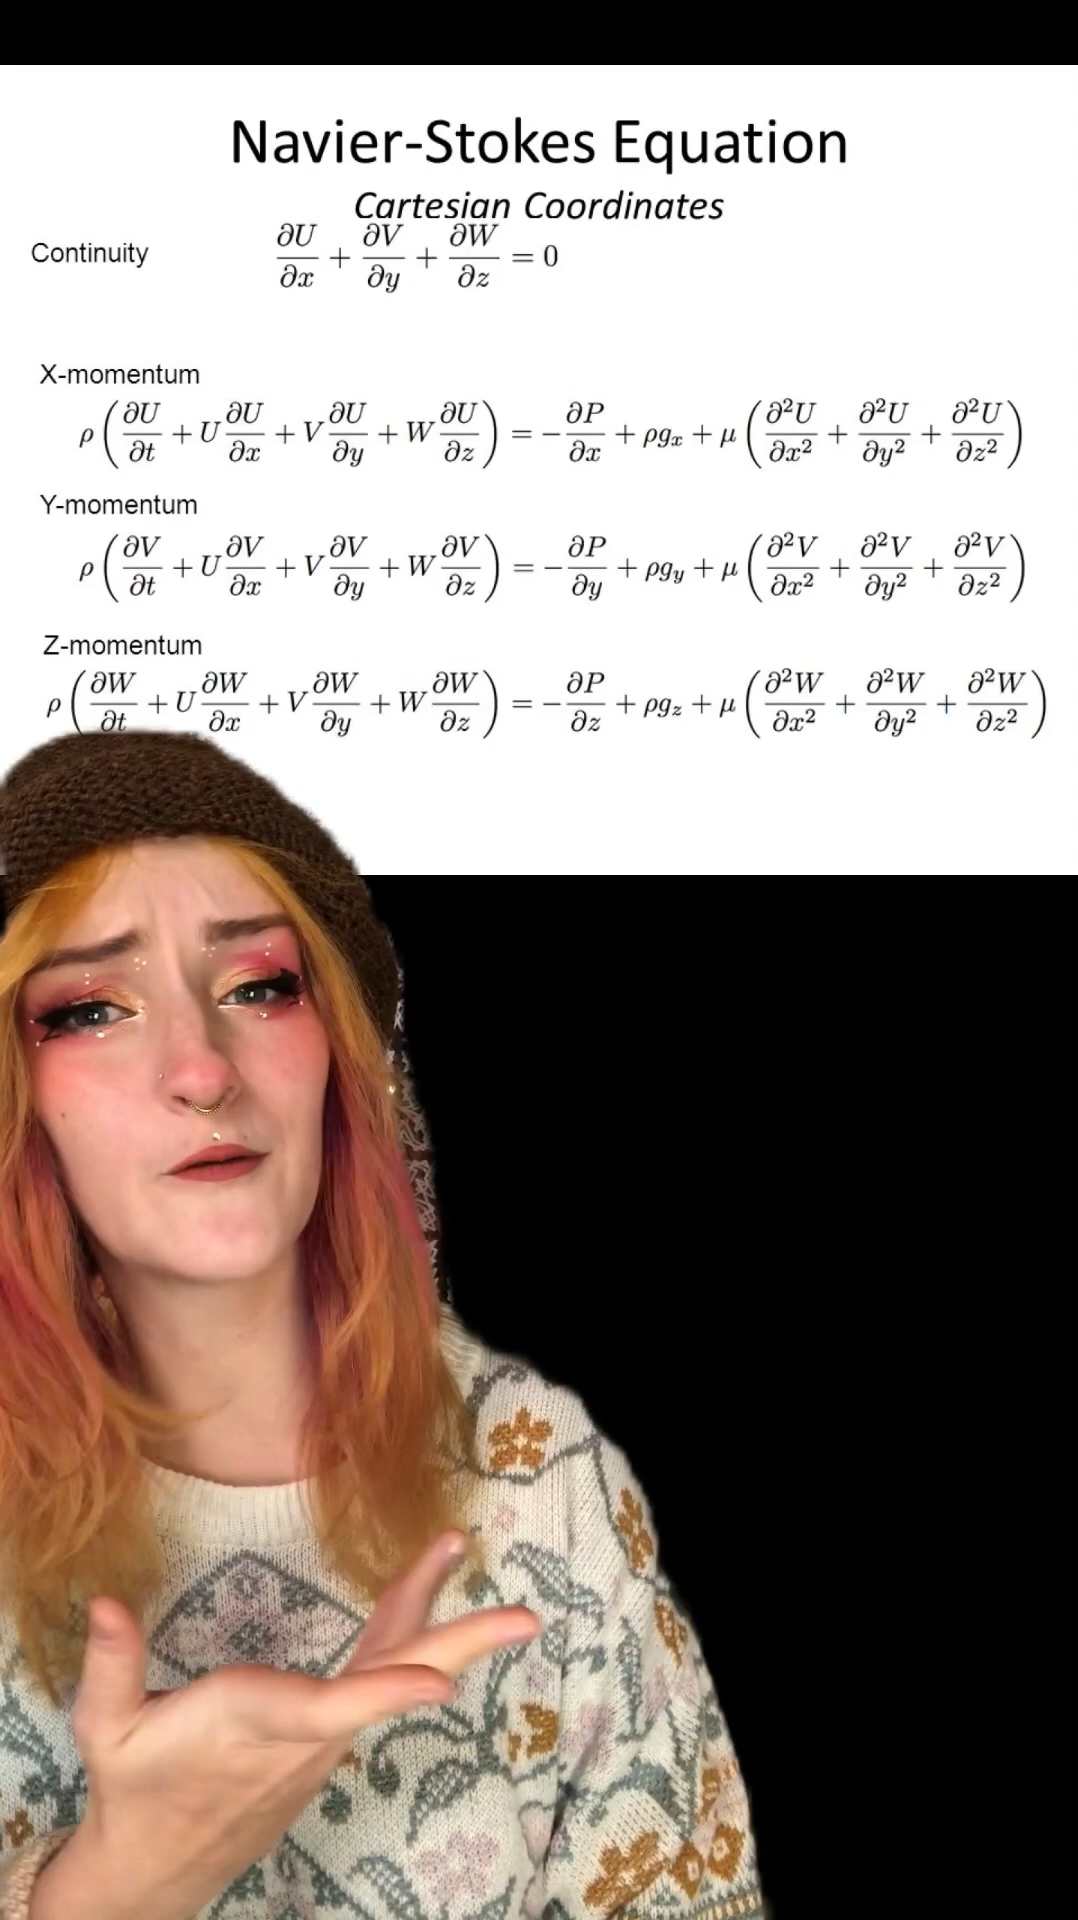 Navier-Stokes Equation
Cartesian Coordinates
Continuity ∂U/∂x + ∂V/∂y + ∂W/∂z = 0
X-momentum
ρ(∂U/∂t + U ∂U/∂x + V ∂U/∂y + W ∂U/∂z) = −∂P/∂x + ρgₓ + μ(∂²U/∂x² + ∂²U/∂y² + ∂²U/∂z²)
Y-momentum
ρ(∂V/∂t + U ∂V/∂x + V ∂V/∂y + W ∂V/∂z) = −∂P/∂y + ρg_y + μ(∂²V/∂x² + ∂²V/∂y² + ∂²V/∂z²)
Z-momentum
ρ(∂W/∂t + U ∂W/∂x + V ∂W/∂y + W ∂W/∂z) = −∂P/∂z + ρg_z + μ(∂²W/∂x² + ∂²W/∂y² + ∂²W/∂z²)